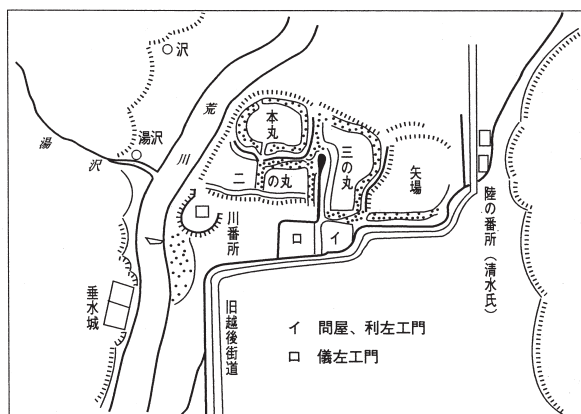 沢
湯沢
湯沢
荒川
本丸
二の丸
三の丸
矢場
川番所
ロ
イ
陸の番所（清水氏）
垂水城
旧越後街道
イ 問屋、利左エ門
ロ 儀左エ門